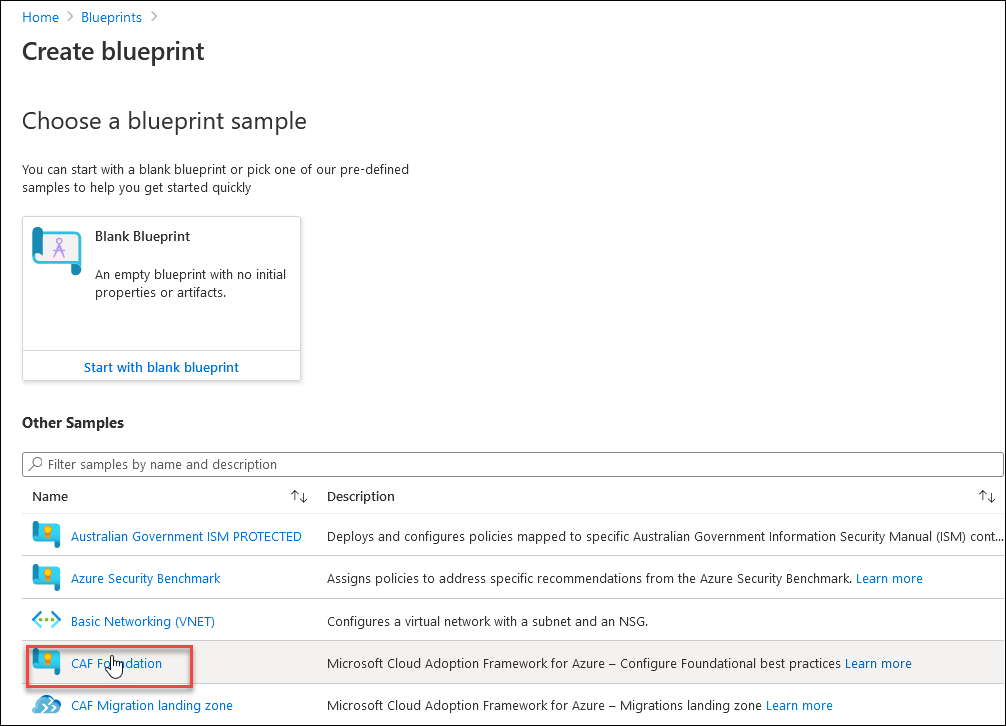 Home > Blueprints >
Create blueprint
Choose a blueprint sample
You can start with a blank blueprint or pick one of our pre-defined
samples to help you get started quickly
Blank Blueprint
An empty blueprint with no initial
properties or artifacts.
Start with blank blueprint
Other Samples
Filter samples by name and description
Name ↑↓ Description ↑↓
Australian Government ISM PROTECTED Deploys and configures policies mapped to specific Australian Government Information Security Manual (ISM) cont...
Azure Security Benchmark Assigns policies to address specific recommendations from the Azure Security Benchmark. Learn more
Basic Networking (VNET) Configures a virtual network with a subnet and an NSG.
CAF Foundation Microsoft Cloud Adoption Framework for Azure – Configure Foundational best practices Learn more
CAF Migration landing zone Microsoft Cloud Adoption Framework for Azure – Migrations landing zone Learn more